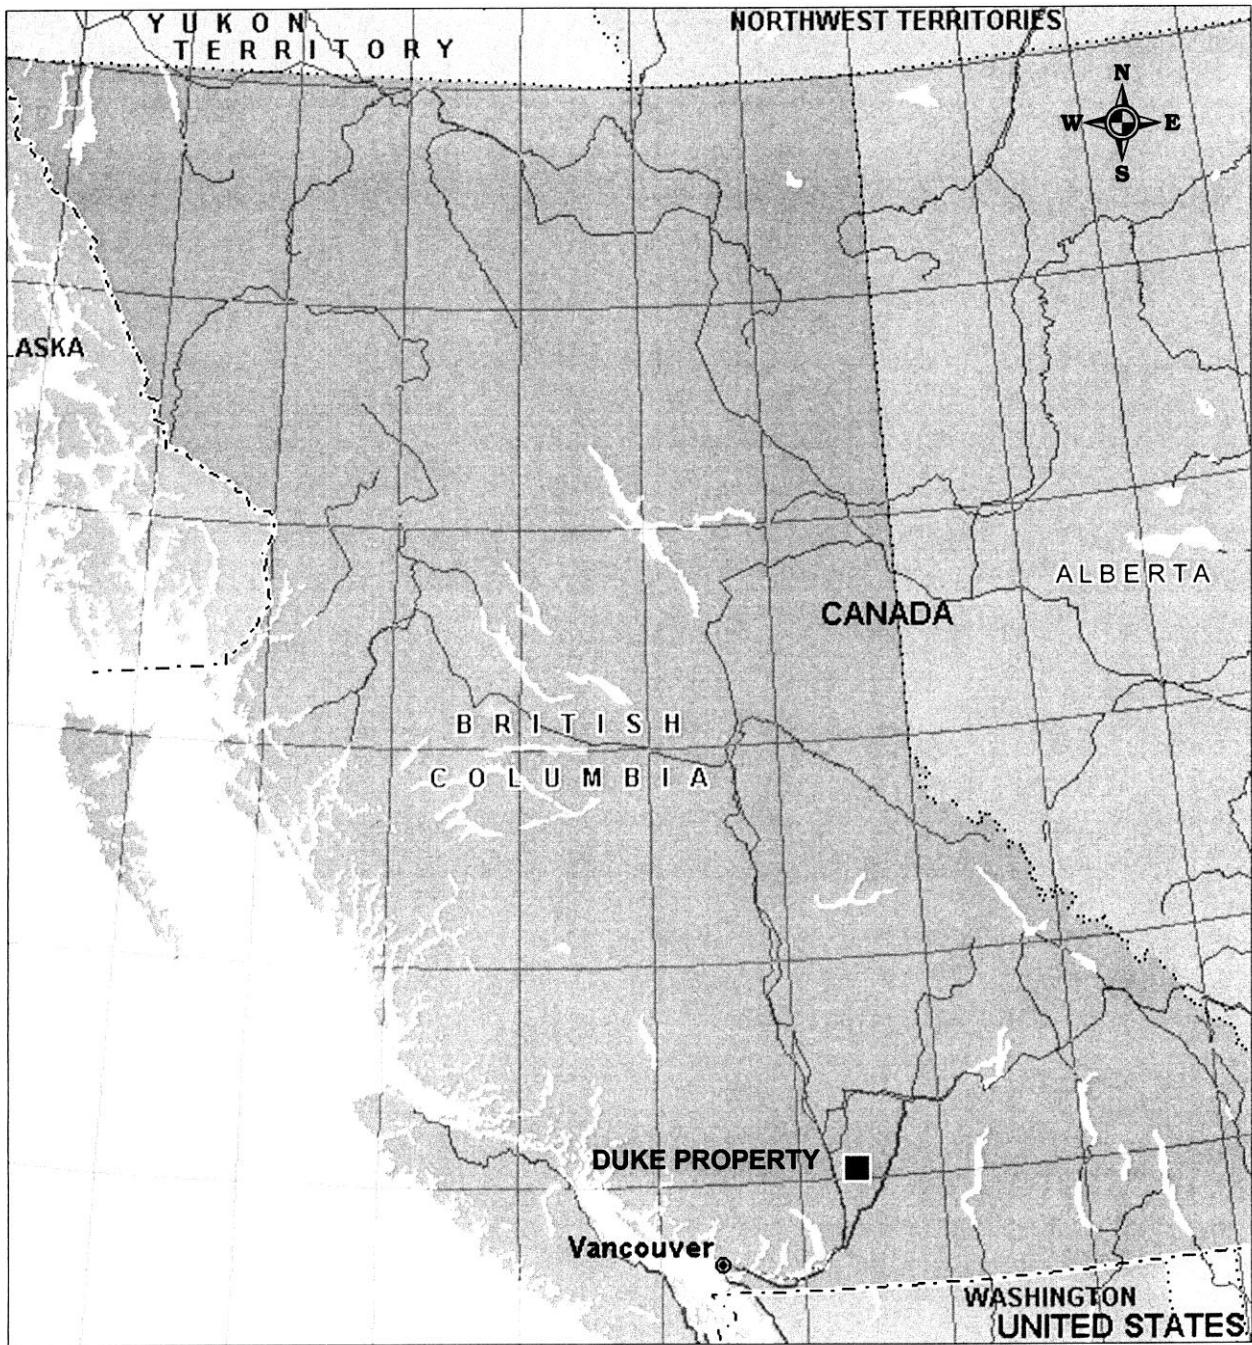 YUKON
TERRITORY
NORTHWEST TERRITORIES
N
W E
S
ASKA
ALBERTA
CANADA
BRITISH
COLUMBIA
DUKE PROPERTY
Vancouver
WASHINGTON
UNITED STATES